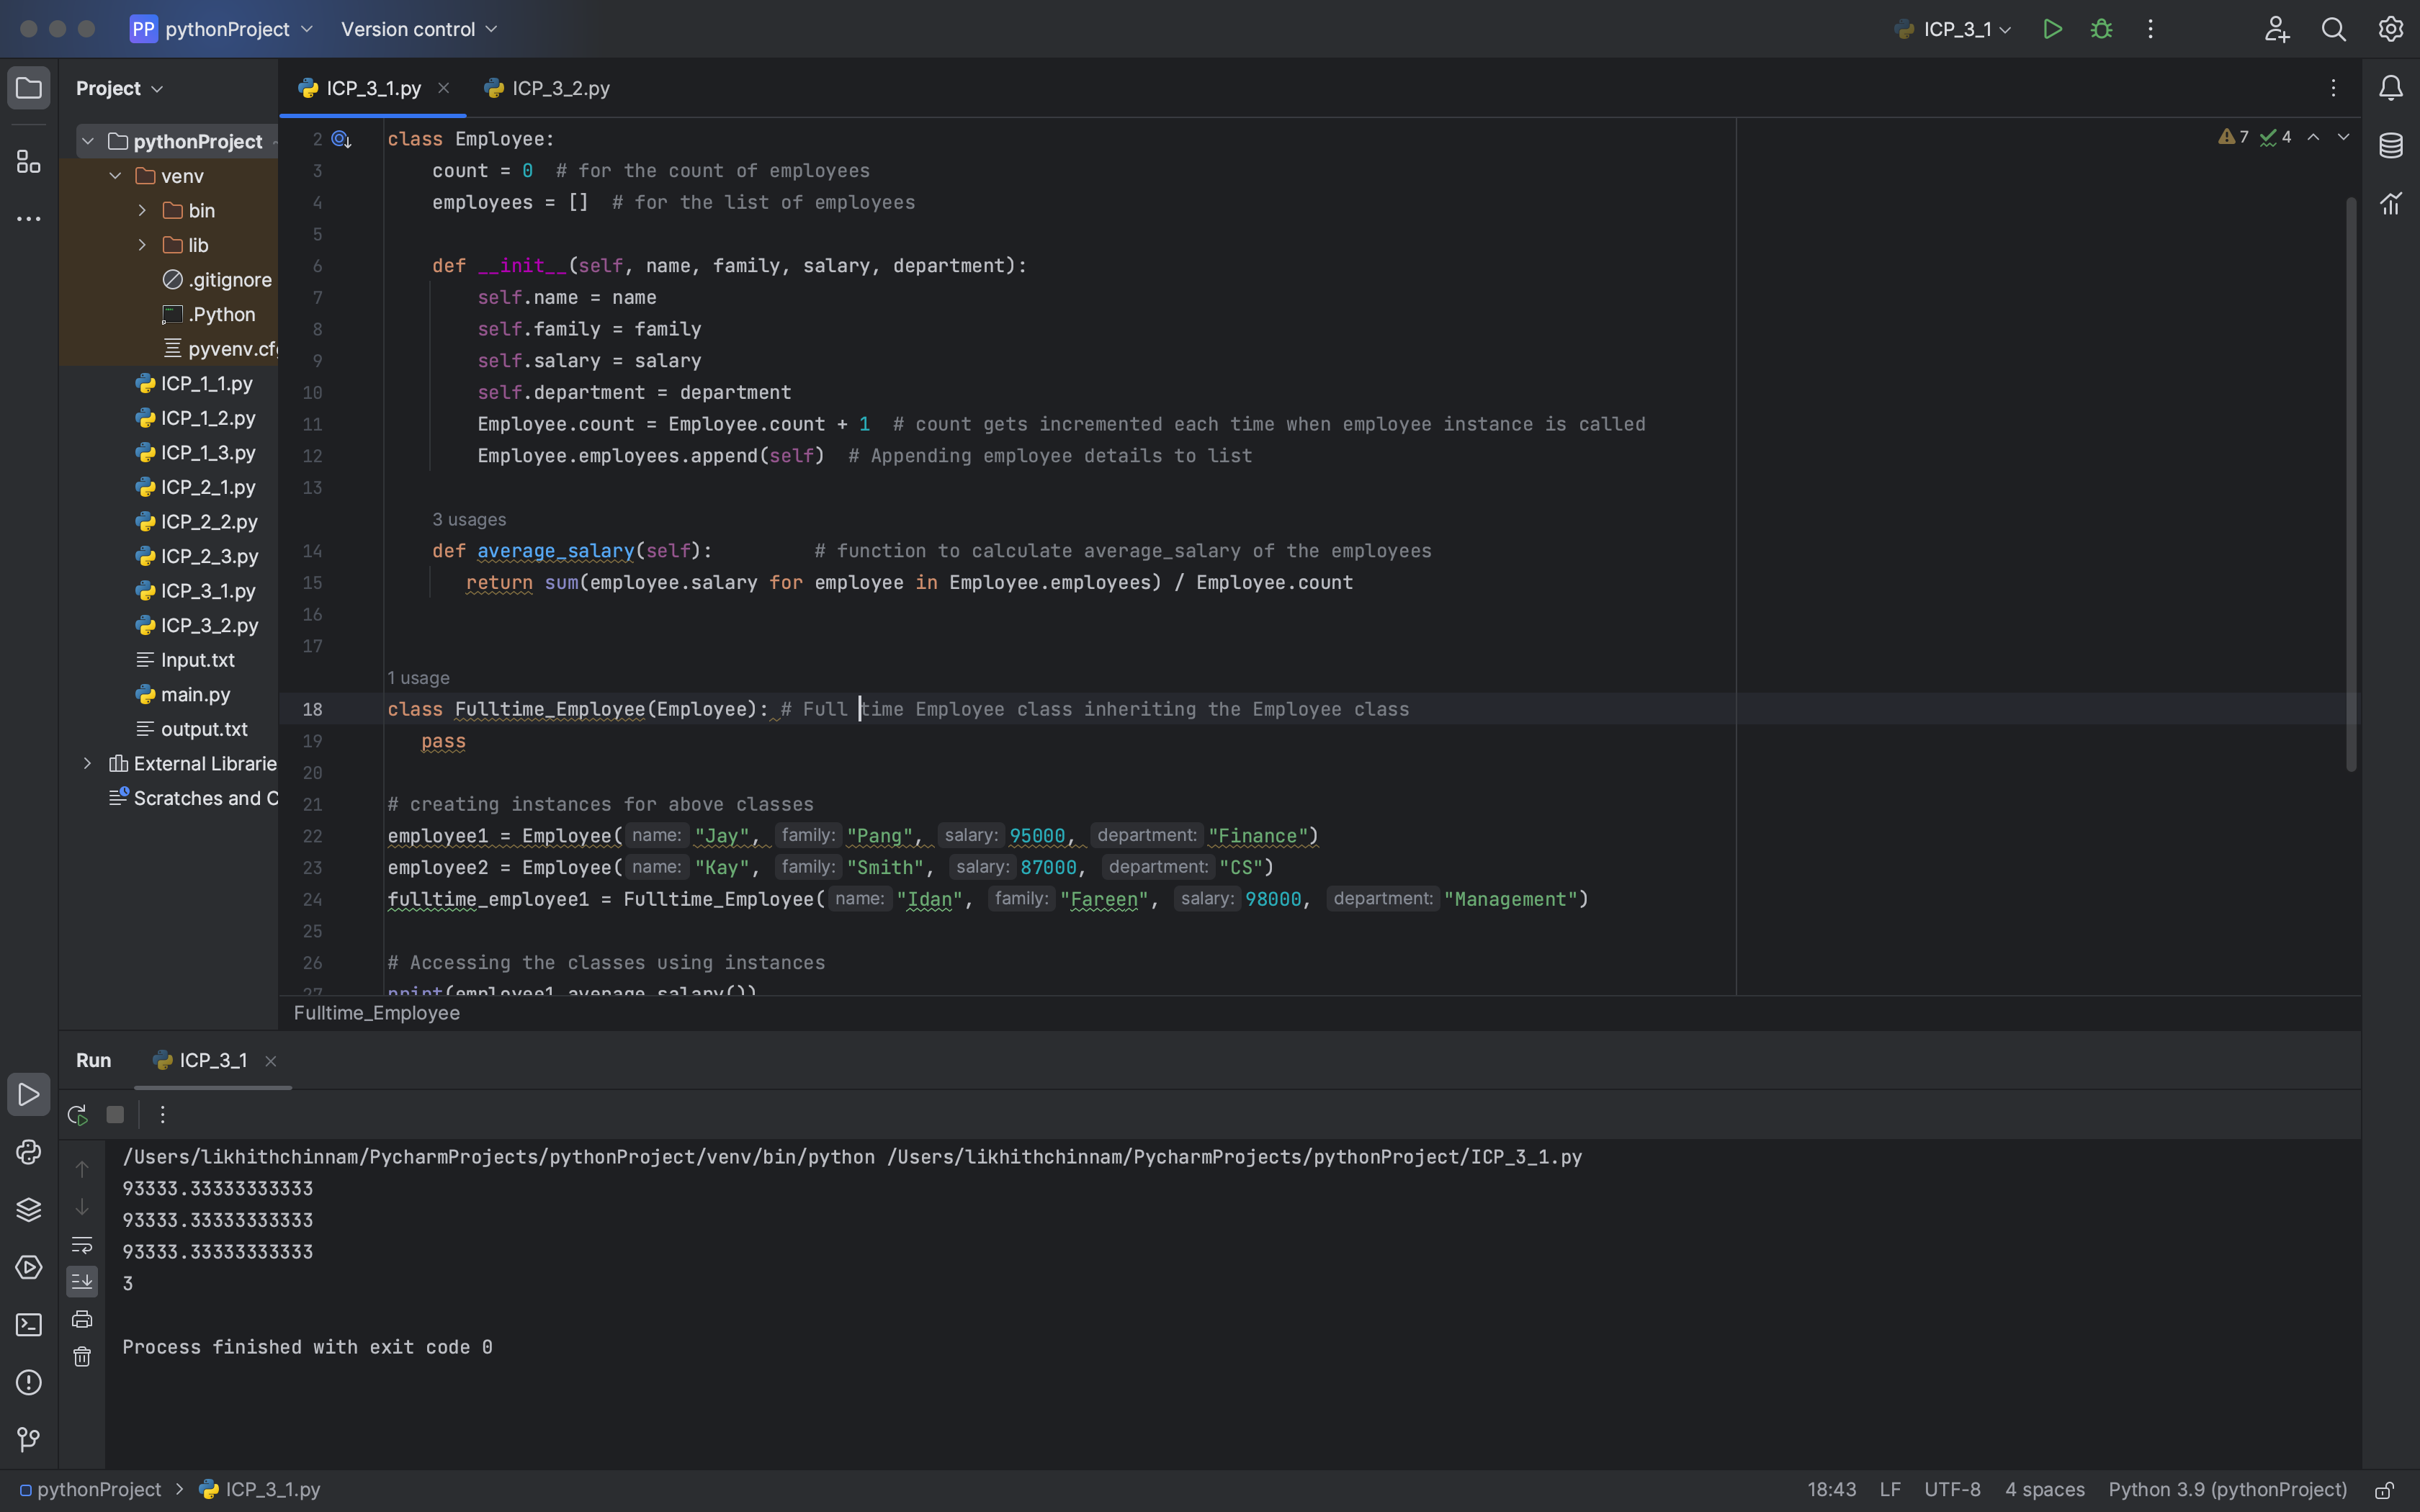 PP pythonProject Version control ICP_3_1
Project
ICP_3_1.py ICP_3_2.py
pythonProject
venv
bin
lib
.gitignore
.Python
pyvenv.cf
ICP_1_1.py
ICP_1_2.py
ICP_1_3.py
ICP_2_1.py
ICP_2_2.py
ICP_2_3.py
ICP_3_1.py
ICP_3_2.py
Input.txt
main.py
output.txt
External Librarie
Scratches and C
7 4
2 class Employee:
3 count = 0  # for the count of employees
4 employees = []  # for the list of employees
5
6 def __init__(self, name, family, salary, department):
7 self.name = name
8 self.family = family
9 self.salary = salary
10 self.department = department
11 Employee.count = Employee.count + 1  # count gets incremented each time when employee instance is called
12 Employee.employees.append(self)  # Appending employee details to list
13
3 usages
14 def average_salary(self):         # function to calculate average_salary of the employees
15 return sum(employee.salary for employee in Employee.employees) / Employee.count
16
17
1 usage
18 class Fulltime_Employee(Employee): # Full time Employee class inheriting the Employee class
19 pass
20
21 # creating instances for above classes
22 employee1 = Employee( name: "Jay",  family: "Pang",  salary: 95000,  department: "Finance")
23 employee2 = Employee( name: "Kay",  family: "Smith",  salary: 87000,  department: "CS")
24 fulltime_employee1 = Fulltime_Employee( name: "Idan",  family: "Fareen",  salary: 98000,  department: "Management")
25
26 # Accessing the classes using instances
27 print(employee1.average_salary())
Fulltime_Employee
Run ICP_3_1
/Users/likhithchinnam/PycharmProjects/pythonProject/venv/bin/python /Users/likhithchinnam/PycharmProjects/pythonProject/ICP_3_1.py
93333.33333333333
93333.33333333333
93333.33333333333
3
Process finished with exit code 0
pythonProject > ICP_3_1.py 18:43 LF UTF-8 4 spaces Python 3.9 (pythonProject)